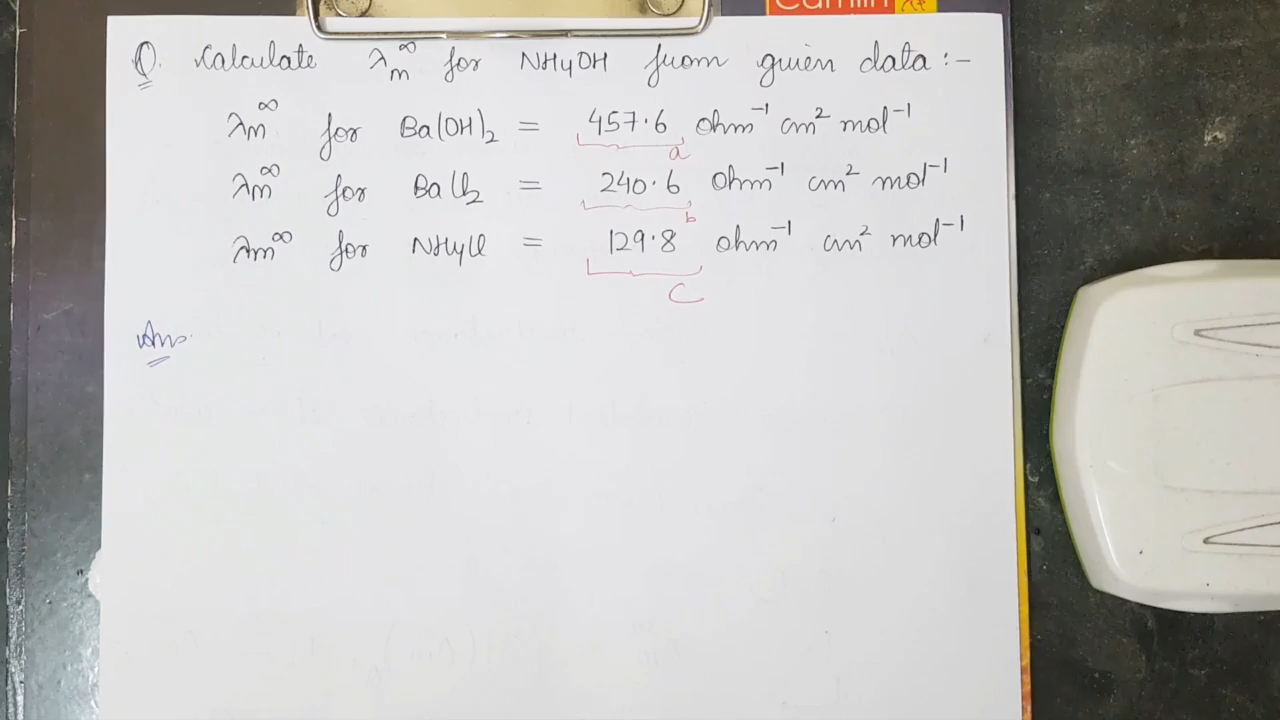 Camlin
Q. Calculate λm∞ for NH4OH from given data :-
λm∞ for Ba(OH)2 = 457.6 ohm-1 cm2 mol-1
a
λm∞ for BaCl2 = 240.6 ohm-1 cm2 mol-1
b
λm∞ for NH4Cl = 129.8 ohm-1 cm2 mol-1
C
Ans.